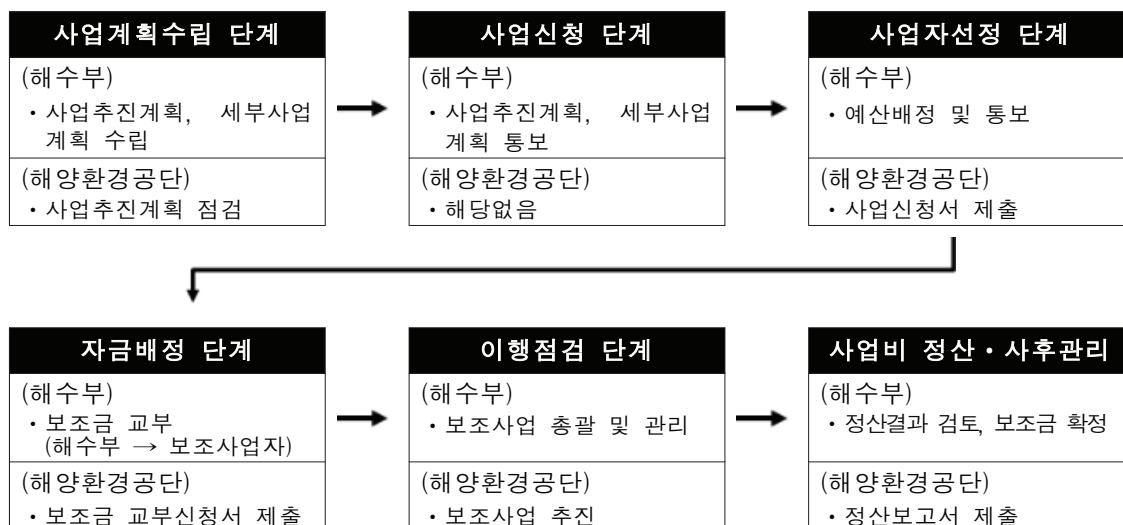 사업계획수립 단계
(해수부)
・사업추진계획, 세부사업
계획 수립
(해양환경공단)
・사업추진계획 점검
사업신청 단계
(해수부)
・사업추진계획, 세부사업
계획 통보
(해양환경공단)
・해당없음
사업자선정 단계
(해수부)
・예산배정 및 통보
(해양환경공단)
・사업신청서 제출
자금배정 단계
(해수부)
・보조금 교부
(해수부 → 보조사업자)
(해양환경공단)
・보조금 교부신청서 제출
이행점검 단계
(해수부)
・보조사업 총괄 및 관리
(해양환경공단)
・보조사업 추진
사업비 정산・사후관리
(해수부)
・정산결과 검토, 보조금 확정
(해양환경공단)
・정산보고서 제출